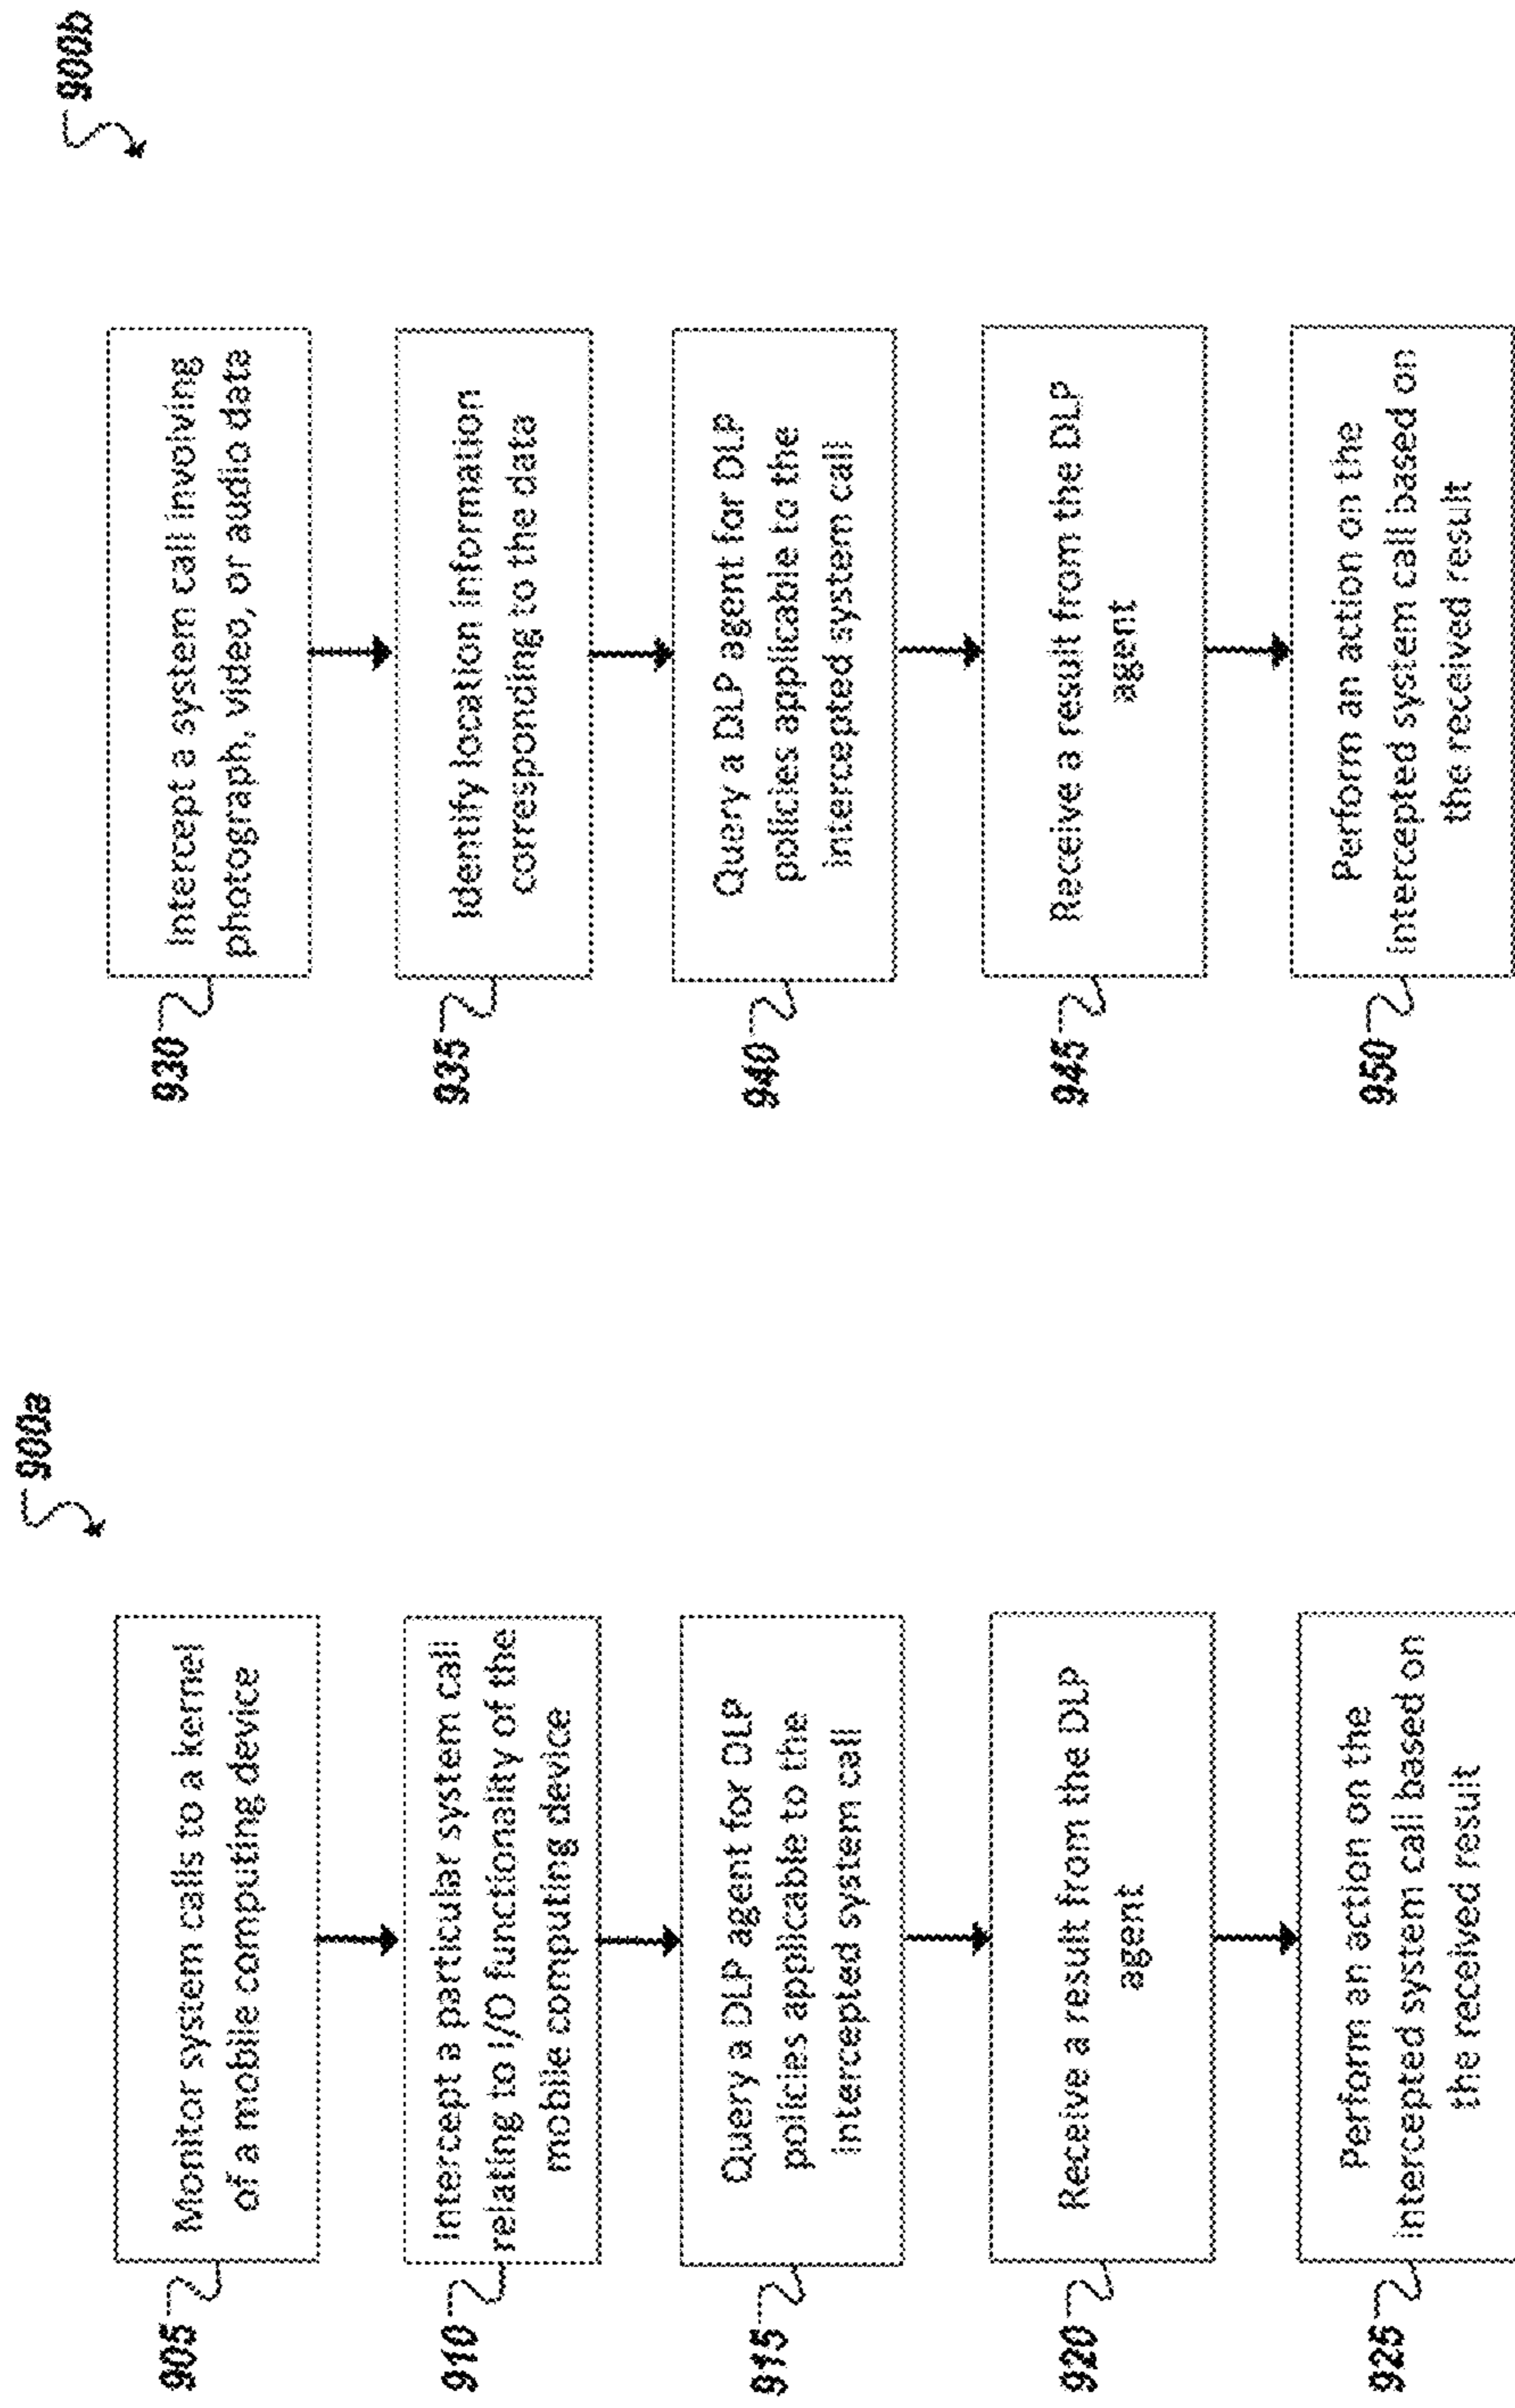 900a
905
Monitor system calls to a kernel
of a mobile computing device
910
Intercept a particular system call
relating to I/O functionality of the
mobile computing device
915
Query a DLP agent for DLP
policies applicable to the
intercepted system call
920
Receive a result from the DLP
agent
925
Perform an action on the
intercepted system call based on
the received result
900b
930
Intercept a system call involving
photograph, video, or audio data
935
Identify location information
corresponding to the data
940
Query a DLP agent for DLP
policies applicable to the
intercepted system call
945
Receive a result from the DLP
agent
950
Perform an action on the
intercepted system call based on
the received result